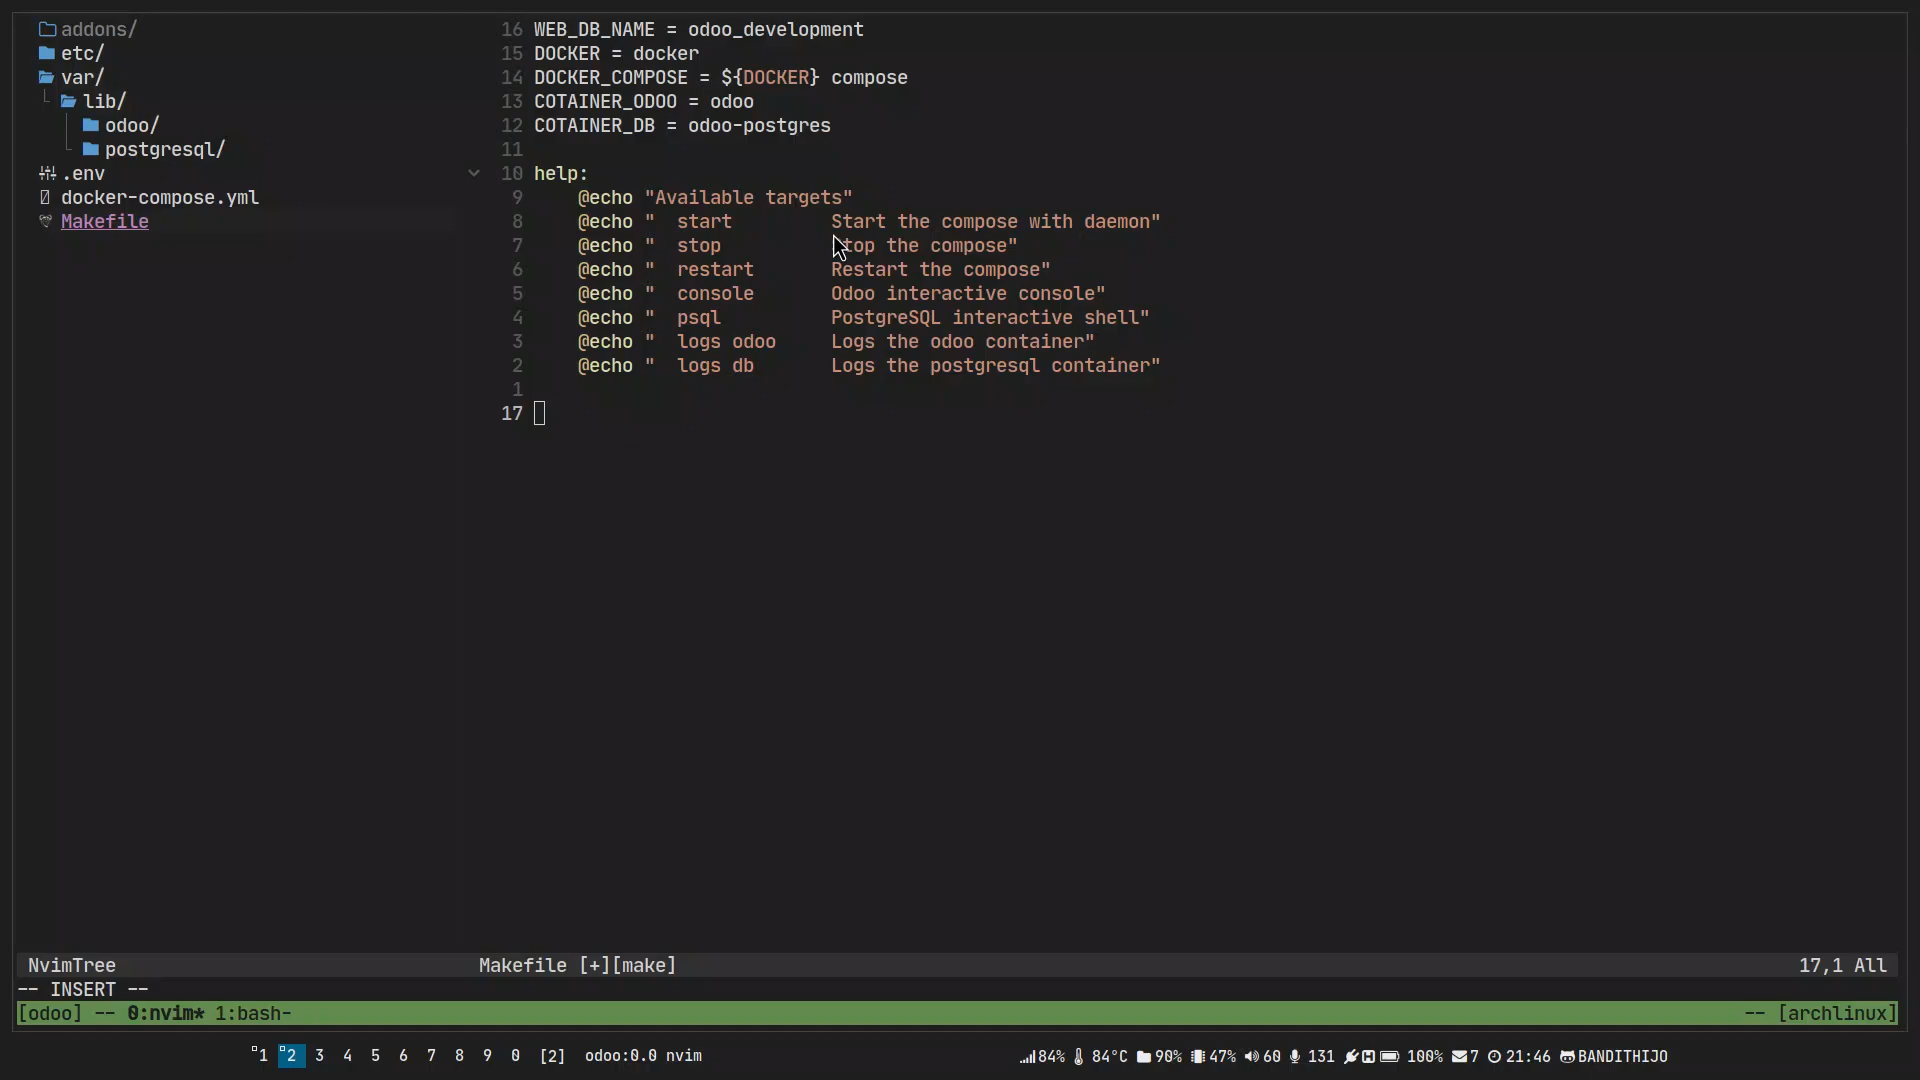 addons/
etc/
var/
lib/
odoo/
postgresql/
.env
docker-compose.yml
Makefile
16 WEB_DB_NAME = odoo_development
15 DOCKER = docker
14 DOCKER_COMPOSE = ${DOCKER} compose
13 COTAINER_ODOO = odoo
12 COTAINER_DB = odoo-postgres
11
10 help:
9 @echo "Available targets"
8 @echo "  start         Start the compose with daemon"
7 @echo "  stop          Stop the compose"
6 @echo "  restart       Restart the compose"
5 @echo "  console       Odoo interactive console"
4 @echo "  psql          PostgreSQL interactive shell"
3 @echo "  logs odoo     Logs the odoo container"
2 @echo "  logs db       Logs the postgresql container"
1
17
NvimTree Makefile [+][make] 17,1 All
-- INSERT --
[odoo] -- 0:nvim* 1:bash- -- [archlinux]
1 2 3 4 5 6 7 8 9 0 [2] odoo:0.0 nvim 84% 84°C 90% 47% 60 131 H 100% 7 21:46 BANDITHIJO